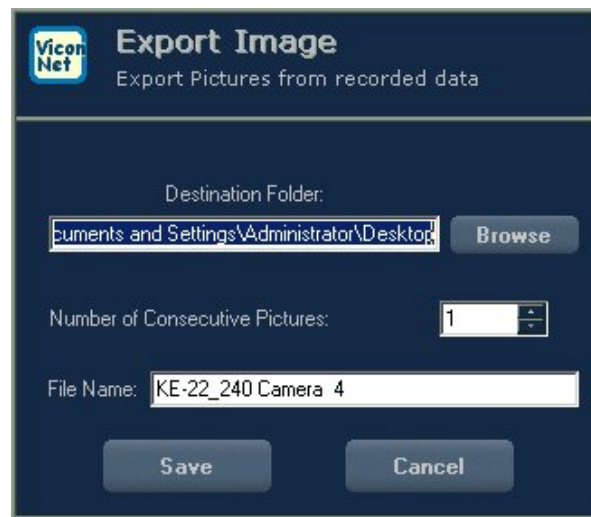 Vicon
Net
Export Image
Export Pictures from recorded data
Destination Folder:
cuments and Settings\Administrator\Desktop
Browse
Number of Consecutive Pictures:
1
File Name:
KE-22_240 Camera  4
Save
Cancel